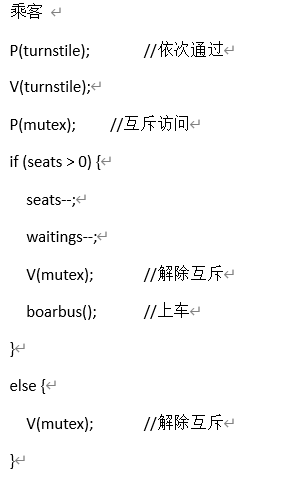 乘客
P(turnstile);　　　//依次通过
V(turnstile);
P(mutex);　　//互斥访问
if (seats > 0) {
    seats--;
    waitings--;
    V(mutex);　　　//解除互斥
    boarbus();　　　//上车
}
else {
    V(mutex);　　　//解除互斥
}